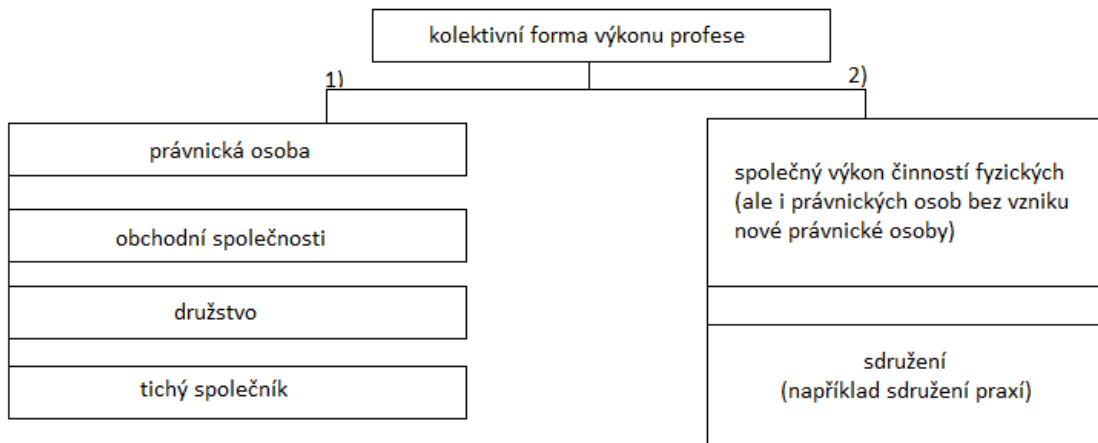 kolektivní forma výkonu profese
1)
2)
právnická osoba
obchodní společnosti
družstvo
tichý společník
společný výkon činností fyzických
(ale i právnických osob bez vzniku
nové právnické osoby)
sdružení
(například sdružení praxí)